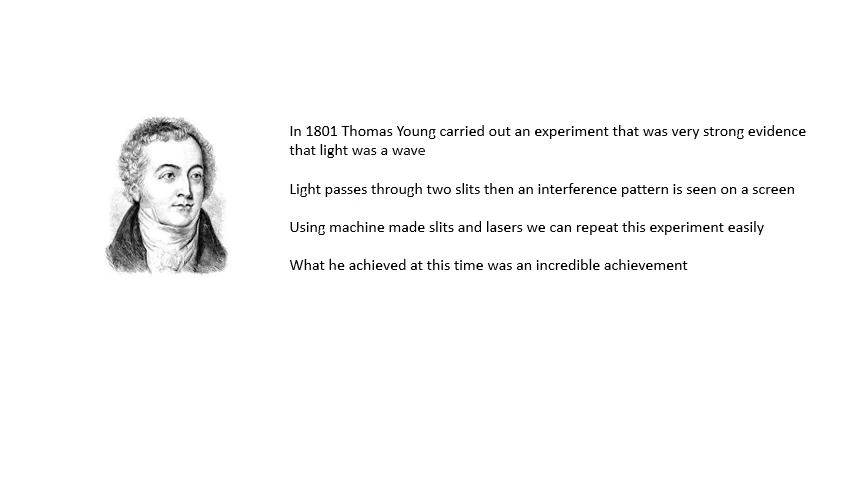 In 1801 Thomas Young carried out an experiment that was very strong evidence
that light was a wave
Light passes through two slits then an interference pattern is seen on a screen
Using machine made slits and lasers we can repeat this experiment easily
What he achieved at this time was an incredible achievement